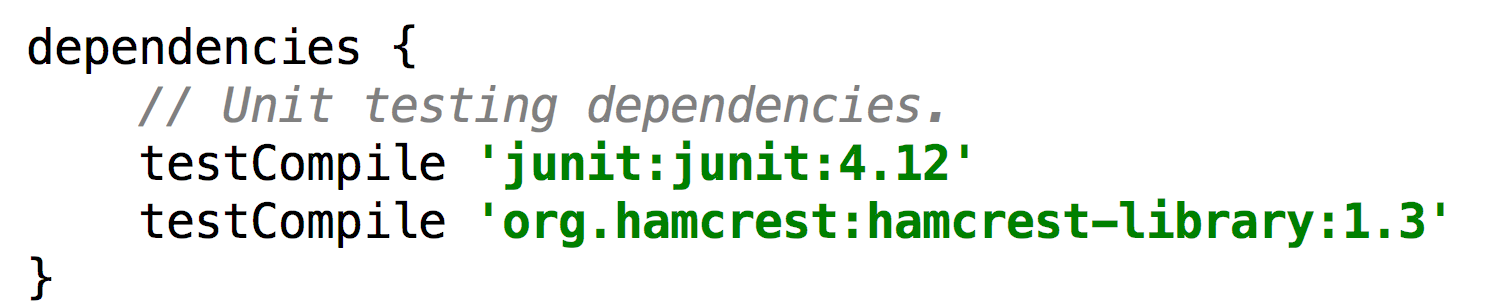 dependencies {
    // Unit testing dependencies.
    testCompile 'junit:junit:4.12'
    testCompile 'org.hamcrest:hamcrest-library:1.3'
}